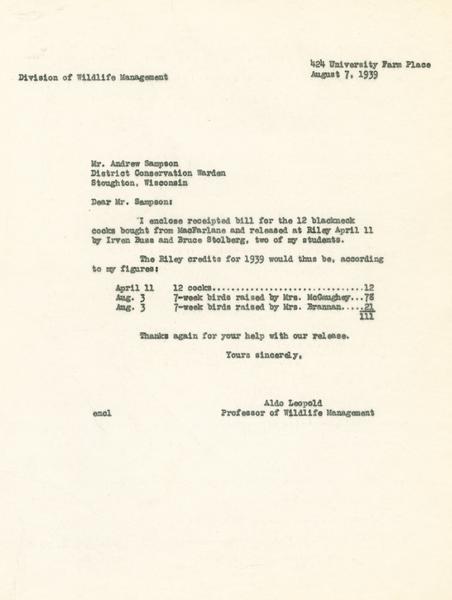 424 University Farm Place
Division of Wildlife Management
August 7, 1939
Mr. Andrew Sampson
District Conservation Warden
Stoughton, Wisconsin
Dear Mr. Sampson:
I enclose receipted bill for the 12 blackneck
cocks bought from MacFarlane and released at Riley April 11
by Irven Buss and Bruce Stolberg, two of my students.
The Riley credits for 1939 would thus be, according
to my figures:
April 11 12 cocks..............................12
Aug. 3 7-week birds raised by Mrs. McCaughey...78
Aug. 3 7-week birds raised by Mrs. Brannan.....21
111
Thanks again for your help with our release.
Yours sincerely,
Aldo Leopold
encl Professor of Wildlife Management